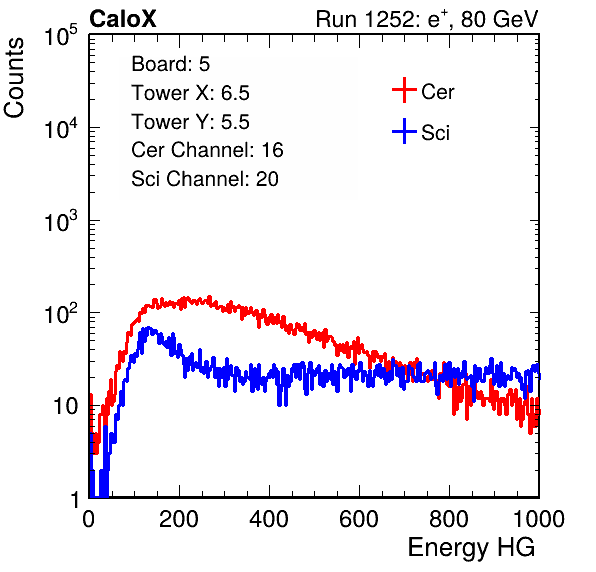 CaloX Run 1252: e⁺, 80 GeV
Board: 5
Tower X: 6.5
Tower Y: 5.5
Cer Channel: 16
Sci Channel: 20
Cer
Sci
Counts
10⁵
10⁴
10³
10²
10
1
0 200 400 600 800 1000
Energy HG